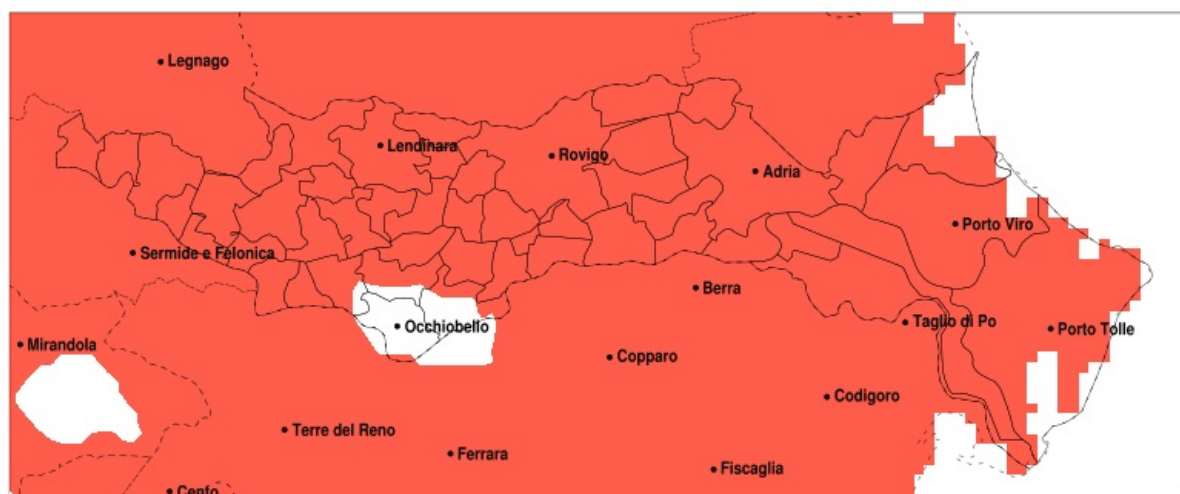 Legnago
Lendinara
Rovigo
Adria
Porto Viro
Sermide e Felonica
Berra
Occhiobello
Taglio di Po
Porto Tolle
Mirandola
Copparo
Codigoro
Terre del Reno
Ferrara
Fiscaglia
Cento